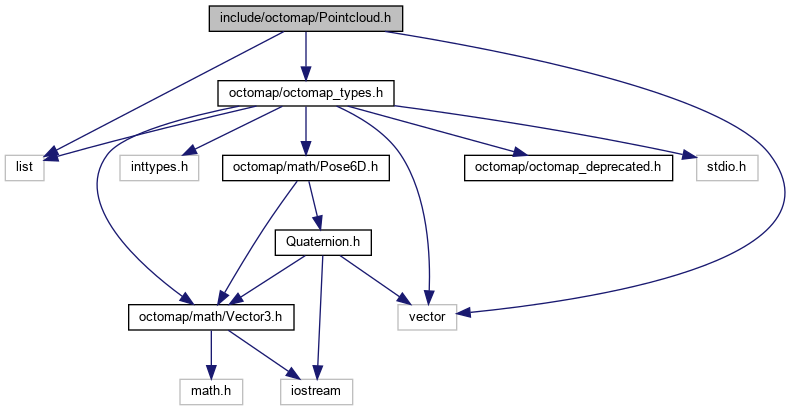 include/octomap/Pointcloud.h
octomap/octomap_types.h
list
inttypes.h
octomap/math/Pose6D.h
octomap/octomap_deprecated.h
stdio.h
Quaternion.h
octomap/math/Vector3.h
vector
math.h
iostream